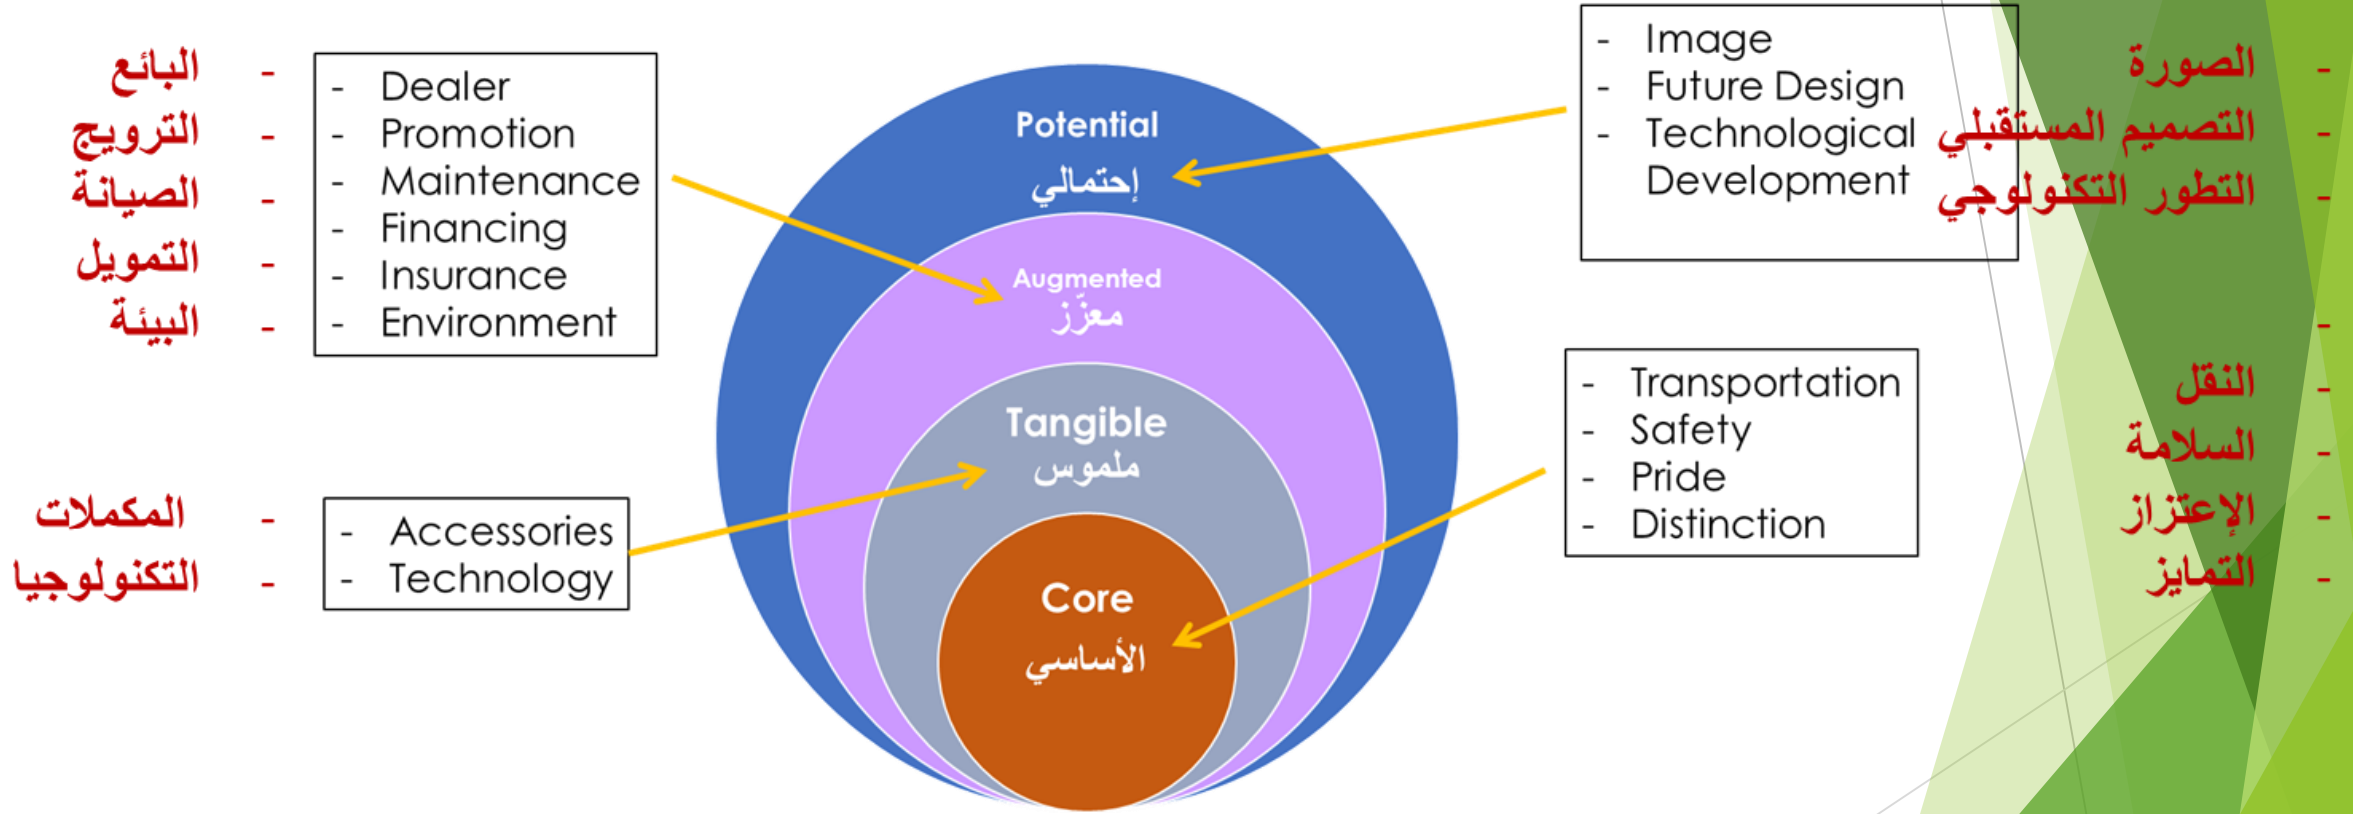 - البائع
- الترويج
- الصيانة
- التمويل
- البيئة
- Dealer
- Promotion
- Maintenance
- Financing
- Insurance
- Environment
- المكملات
- التكنولوجيا
- Accessories
- Technology
Potential
إحتمالي
Augmented
معزّز
Tangible
ملموس
Core
الأساسي
- Image
- Future Design
- Technological
Development
- الصورة
- التصميم المستقبلي
- التطور التكنولوجي
-
- Transportation
- Safety
- Pride
- Distinction
- النقل
- السلامة
- الإعتزاز
- التمايز